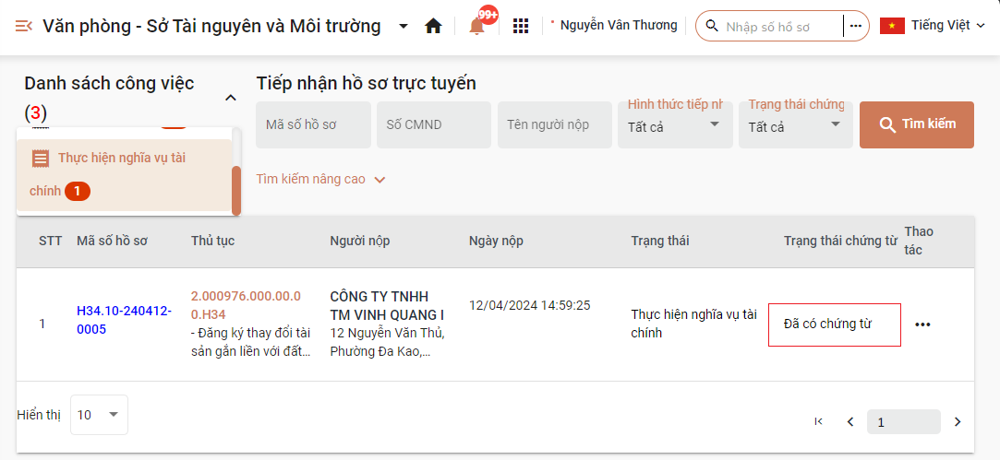 Văn phòng - Sở Tài nguyên và Môi trường
99+
Nguyễn Văn Thương
Nhập số hồ sơ
Tiếng Việt
Danh sách công việc
(3)
Thực hiện nghĩa vụ tài
chính 1
Tiếp nhận hồ sơ trực tuyến
Mã số hồ sơ
Số CMND
Tên người nộp
Hình thức tiếp nh
Tất cả
Trạng thái chứng
Tất cả
Tìm kiếm
Tìm kiếm nâng cao
STT Mã số hồ sơ Thủ tục Người nộp Ngày nộp Trạng thái Trạng thái chứng từ Thao
tác
1
H34.10-240412-
0005
2.000976.000.00.0
0.H34
- Đăng ký thay đổi tài
sản gắn liền với đất...
CÔNG TY TNHH
TM VINH QUANG I
12 Nguyễn Văn Thủ,
Phường Đa Kao,...
12/04/2024 14:59:25
Thực hiện nghĩa vụ tài
chính
Đã có chứng từ
Hiển thị 10
1